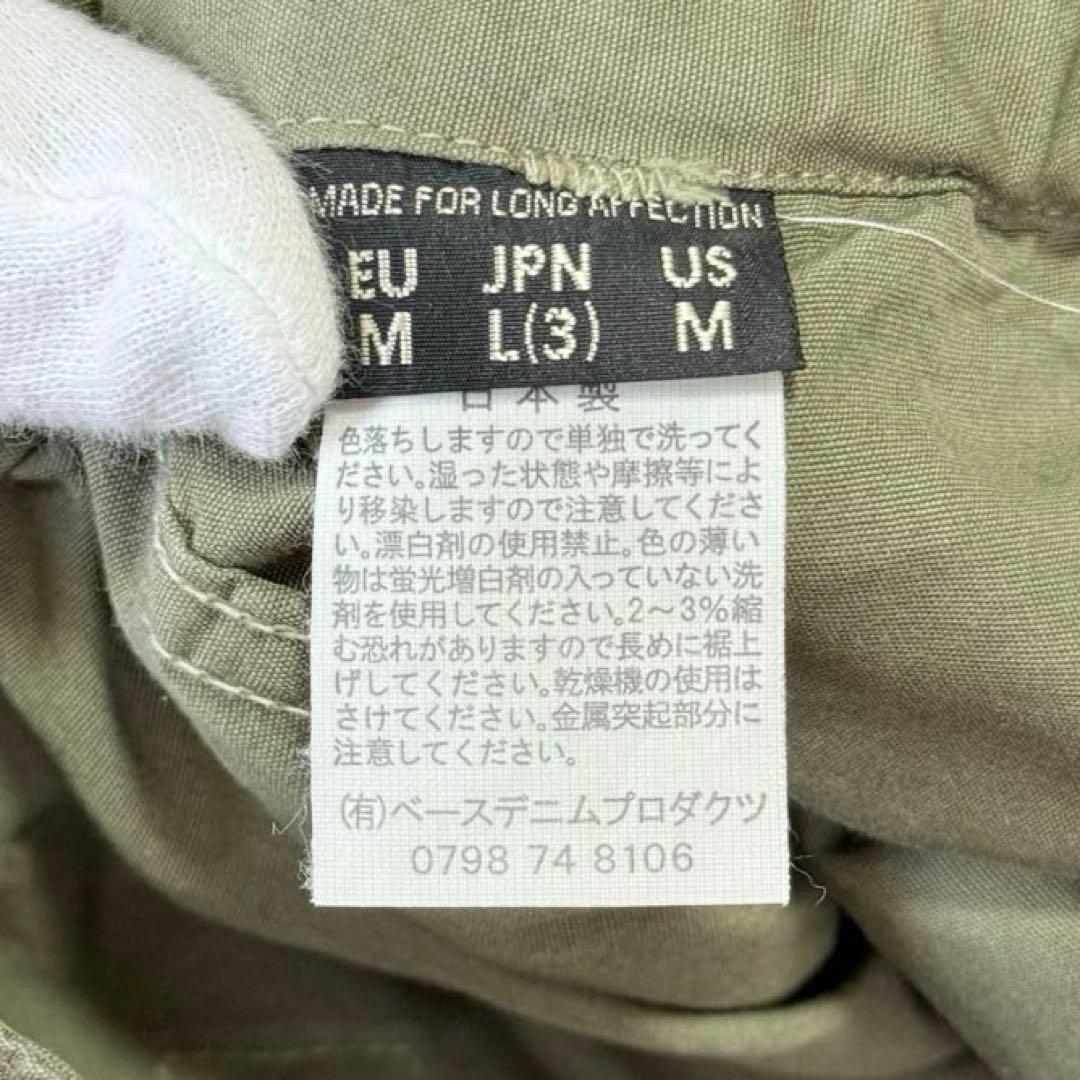 MADE FOR LONG AFFECTION
EU JPN US
M L(3) M
日本製
色落ちしますので単独で洗ってく
ださい。湿った状態や摩擦等によ
り移染しますので注意してくださ
い。漂白剤の使用禁止。色の薄い
物は蛍光増白剤の入っていない洗
剤を使用してください。2～3%縮
む恐れがありますので長めに裾上
げしてください。乾燥機の使用は
さけてください。金属突起部分に
注意してください。
(有)ベースデニムプロダクツ
0798 74 8106